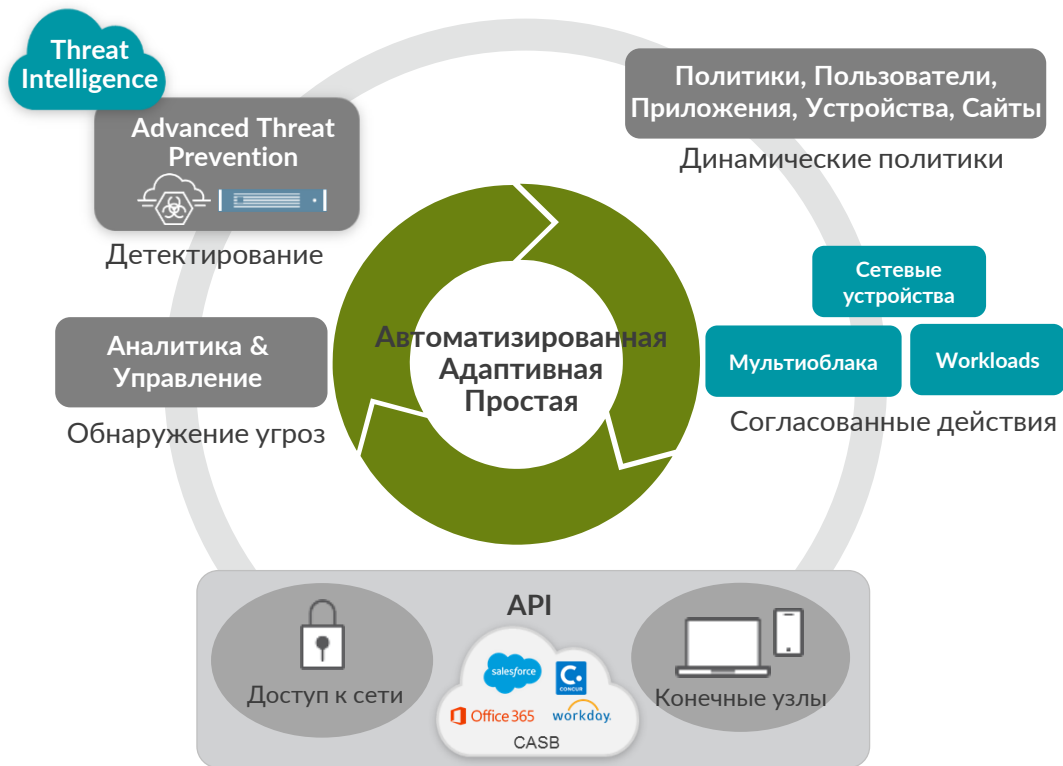 Threat
Intelligence
Advanced Threat
Prevention
Детектирование
Аналитика &
Управление
Обнаружение угроз
Политики, Пользователи,
Приложения, Устройства, Сайты
Динамические политики
Сетевые
устройства
Мультиоблака
Workloads
Согласованные действия
Автоматизированная
Адаптивная
Простая
API
Доступ к сети
salesforce
C.
CONCUR
Office 365
workday.
CASB
Конечные узлы